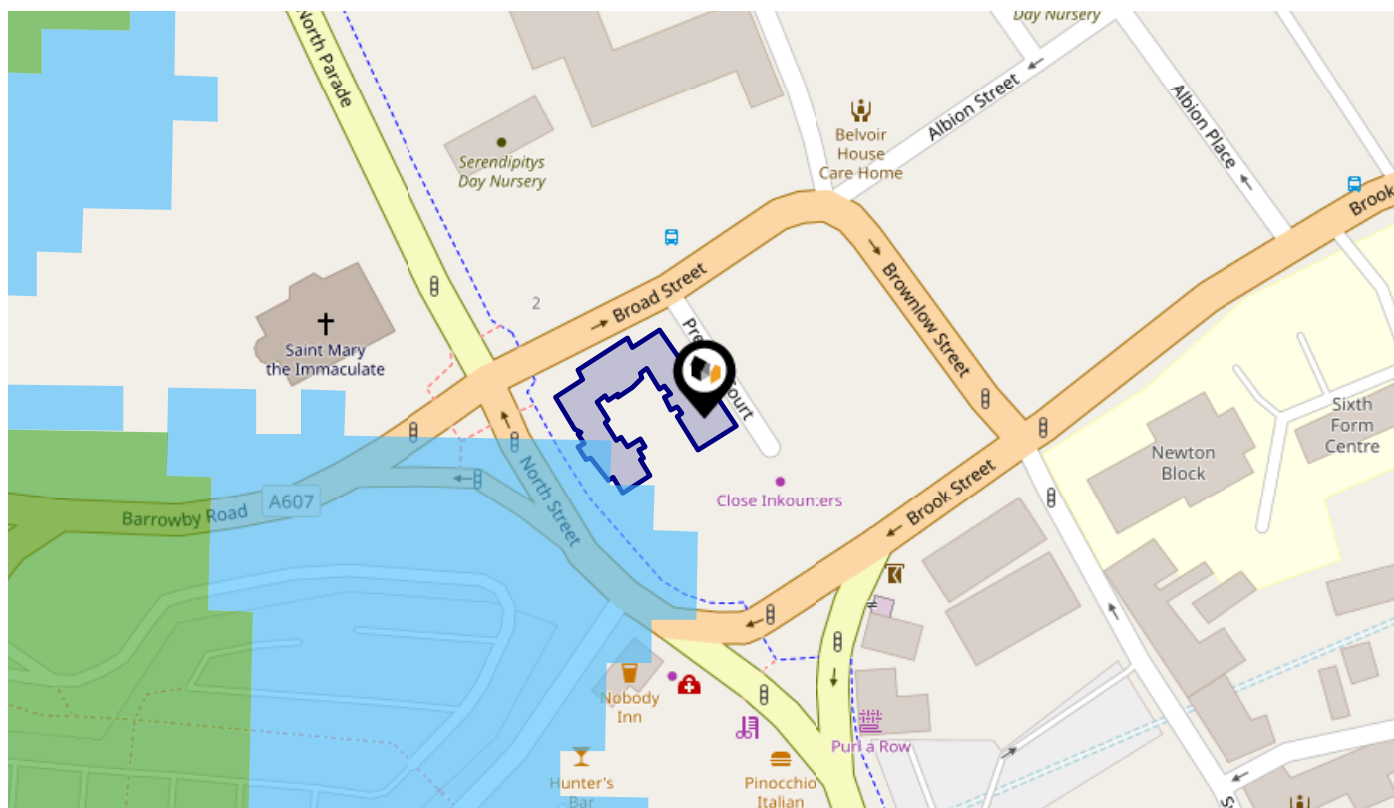 Day Nursery
North Parade
Albion Street
Albion Place
Belvoir
House
Care Home
Serendipitys
Day Nursery
Brook
2
Broad Street
Brownlow Street
Saint Mary
the Immaculate
Pre
ourt
Sixth
Form
Centre
Newton
Block
North Street
Close Inkounters
Brook Street
A607
Barrowby Road
Nobody
Inn
Purl a Row
Hunter's
Bar
Pinocchio
Italian
S